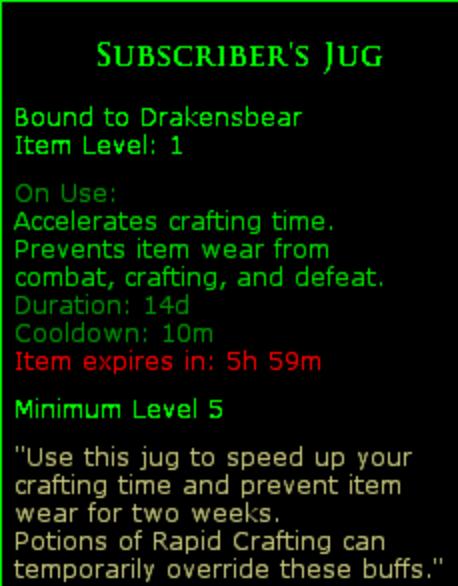 Subscriber's Jug
Bound to Drakensbear
Item Level: 1
On Use:
Accelerates crafting time.
Prevents item wear from
combat, crafting, and defeat.
Duration: 14d
Cooldown: 10m
Item expires in: 5h 59m
Minimum Level 5
"Use this jug to speed up your
crafting time and prevent item
wear for two weeks.
Potions of Rapid Crafting can
temporarily override these buffs."